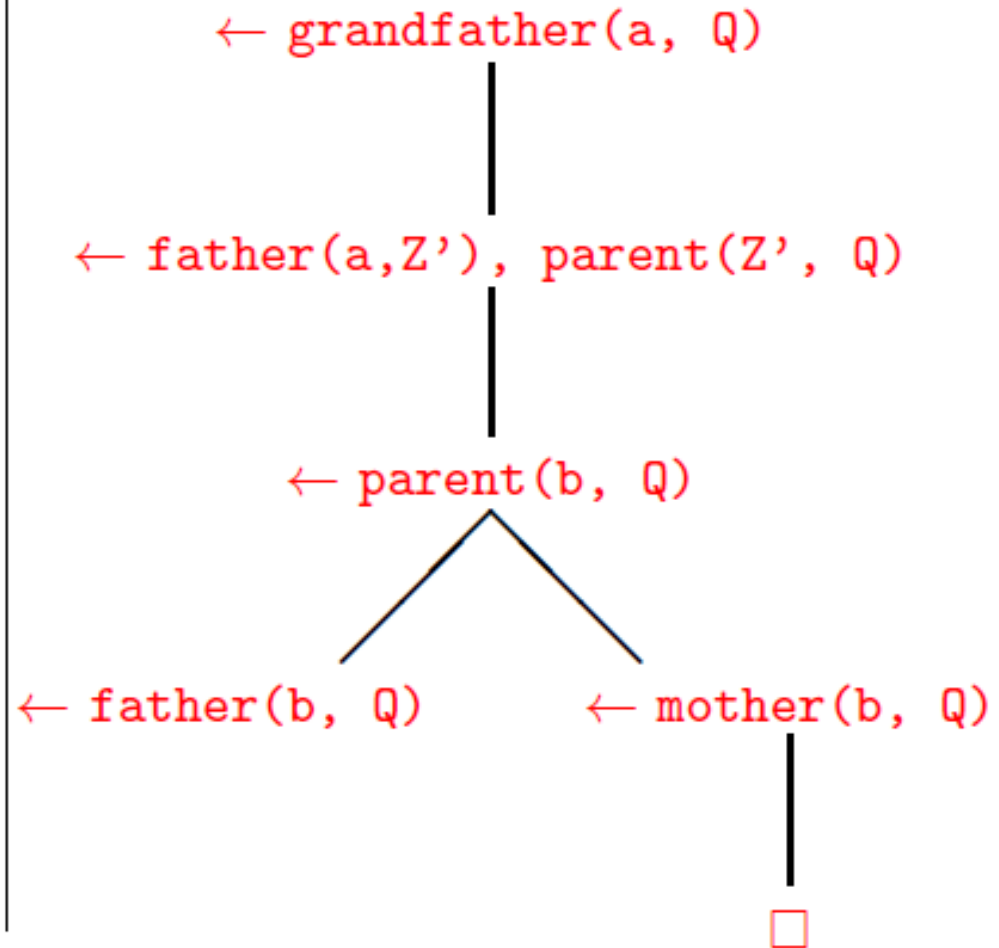 ← grandfather(a, Q)
← father(a,Z’), parent(Z’, Q)
← parent(b, Q)
← father(b, Q) ← mother(b, Q)
□